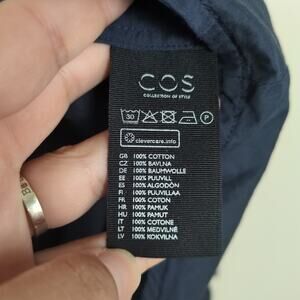 COS
COLLECTION OF STYLE
30 P
clevercare.info
GB 100% COTTON
CZ 100% BAVLNA
DE 100% BAUMWOLLE
EE 100% PUUVILL
ES 100% ALGODÓN
FI 100% PUUVILLAA
FR 100% COTON
HR 100% PAMUK
HU 100% PAMUT
IT 100% COTONE
LT 100% MEDVILNĖ
LV 100% KOKVILNA